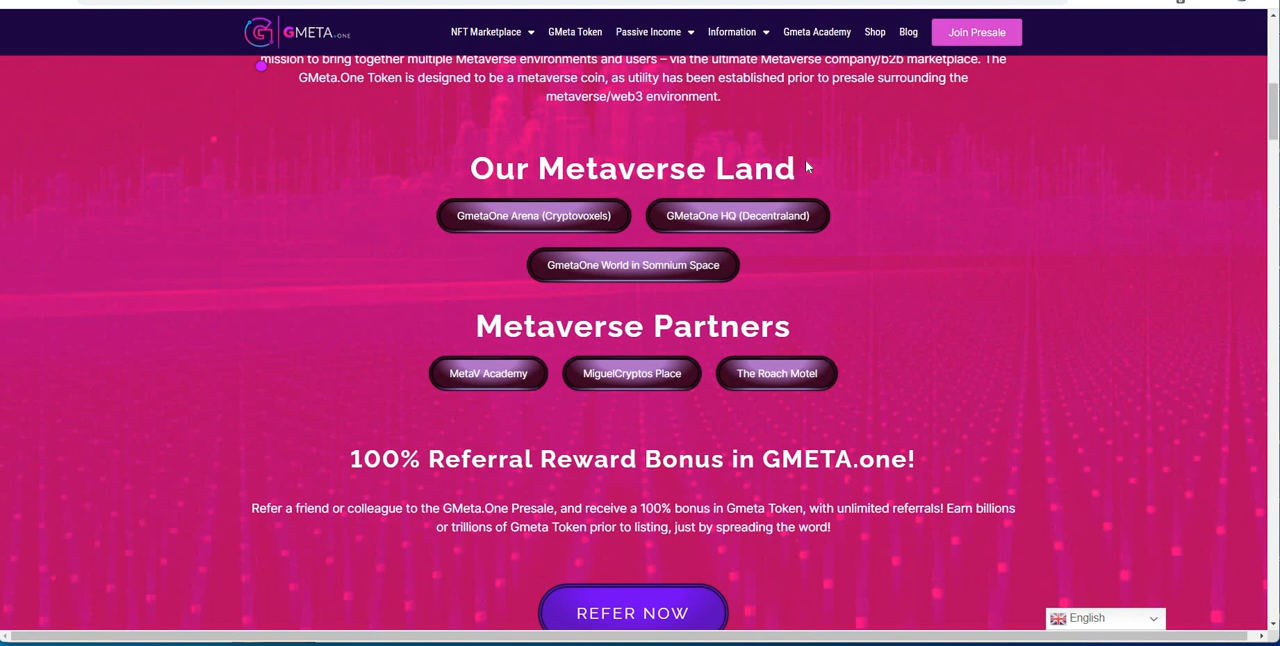 GMETA.ONE
NFT Marketplace GMeta Token Passive Income Information Gmeta Academy Shop Blog Join Presale
mission to bring together multiple Metaverse environments and users – via the ultimate Metaverse company/b2b marketplace. The
GMeta.One Token is designed to be a metaverse coin, as utility has been established prior to presale surrounding the
metaverse/web3 environment.
Our Metaverse Land
GmetaOne Arena (Cryptovoxels) GMetaOne HQ (Decentraland)
GmetaOne World in Somnium Space
Metaverse Partners
MetaV Academy MiguelCryptos Place The Roach Motel
100% Referral Reward Bonus in GMETA.one!
Refer a friend or colleague to the GMeta.One Presale, and receive a 100% bonus in Gmeta Token, with unlimited referrals! Earn billions
or trillions of Gmeta Token prior to listing, just by spreading the word!
REFER NOW
English